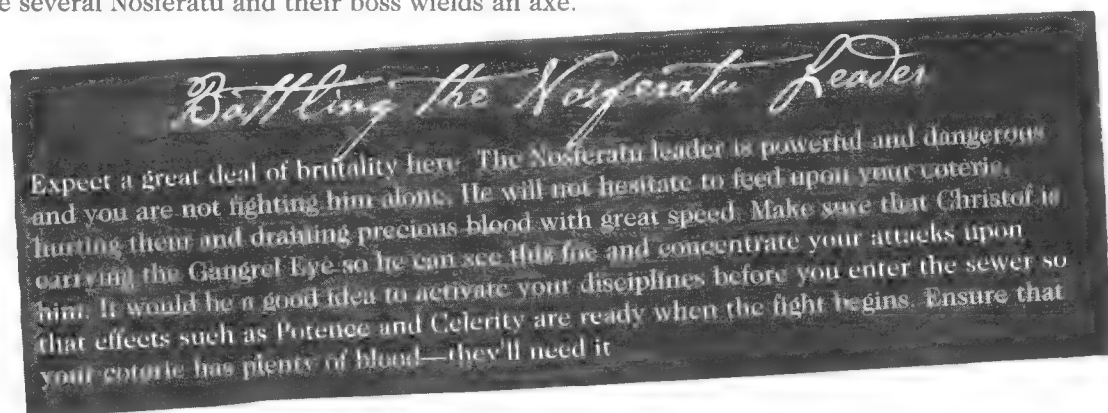 e several Nosferatu and their boss wields an axe.
Battling the Nosferatu Leader
Expect a great deal of brutality here. The Nosferatu leader is powerful and dangerous
and you are not fighting him alone. He will not hesitate to feed upon your coterie,
hurting them and draining precious blood with great speed. Make sure that Christof is
carrying the Gangrel Eye so he can see this foe and concentrate your attacks upon
him. It would be a good idea to activate your disciplines before you enter the sewer so
that effects such as Potence and Celerity are ready when the fight begins. Ensure that
your coterie has plenty of blood—they'll need it